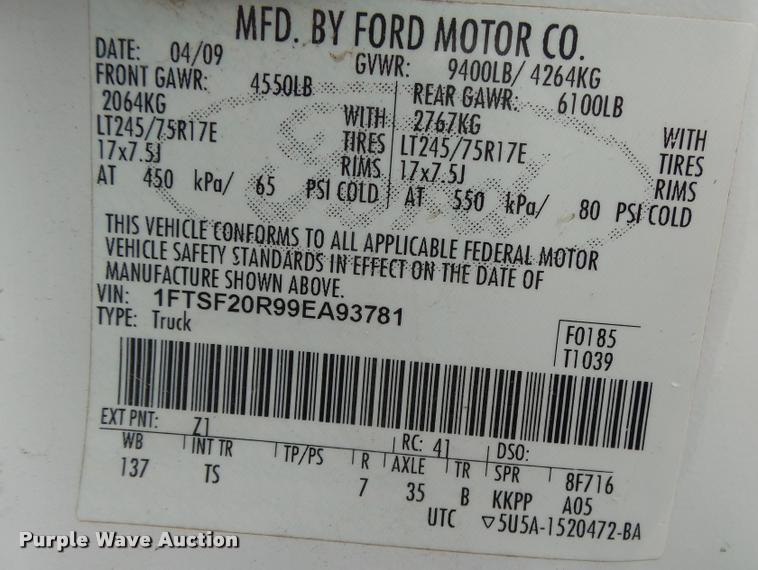 MFD. BY FORD MOTOR CO.
DATE: 04/09 GVWR: 9400LB/ 4264KG
FRONT GAWR: 4550LB REAR GAWR: 6100LB
2064KG WITH 2767KG WITH
LT245/75R17E TIRES LT245/75R17E TIRES
17x7.5J RIMS 17x7.5J RIMS
AT 450 kPa/ 65 PSI COLD AT 550 kPa/ 80 PSI COLD
THIS VEHICLE CONFORMS TO ALL APPLICABLE FEDERAL MOTOR
VEHICLE SAFETY STANDARDS IN EFFECT ON THE DATE OF
MANUFACTURE SHOWN ABOVE.
VIN: 1FTSF20R99EA93781
TYPE: Truck
F0185
T1039
EXT PNT: Z1 RC: 41 DSO:
WB INT TR TP/PS R AXLE TR SPR 8F716
137 TS 7 35 B KKPP A05
UTC ▽5U5A-1520472-BA
Ford
Purple Wave Auction